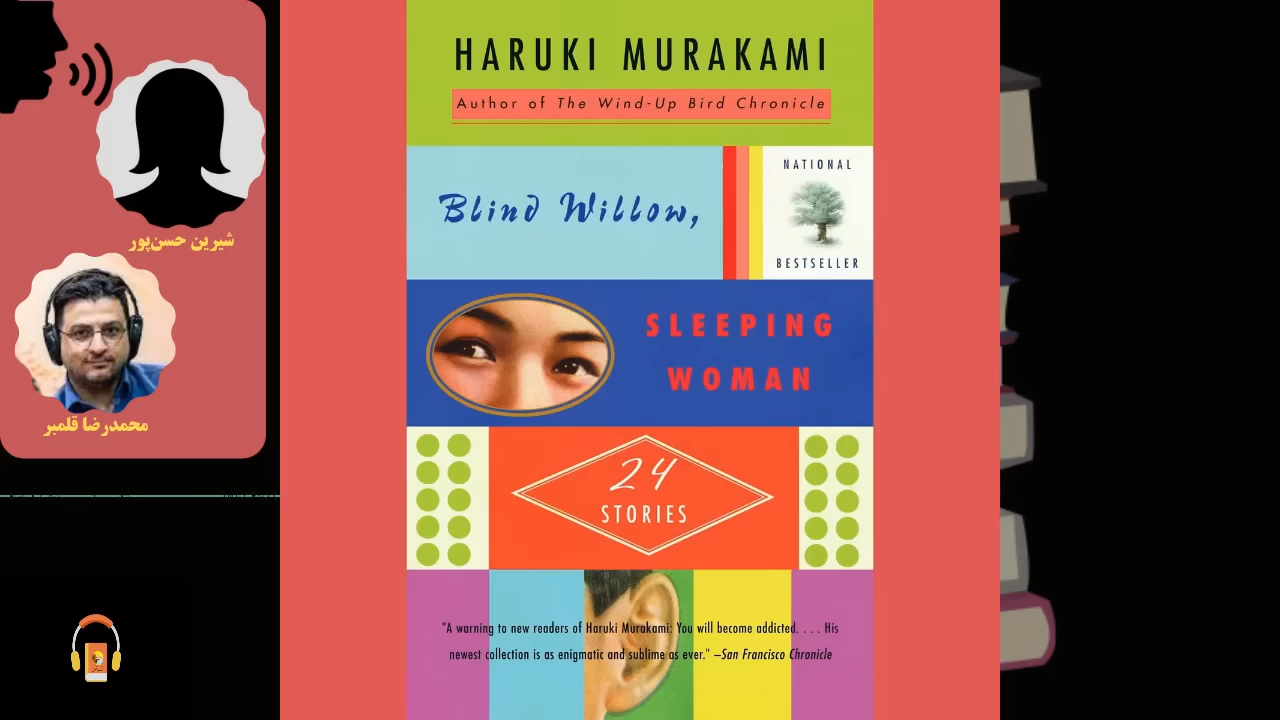 شیرین حسن‌پور
محمدرضا قلمبر
HARUKI MURAKAMI
Author of The Wind-Up Bird Chronicle
Blind Willow,
NATIONAL
BESTSELLER
SLEEPING
WOMAN
24
STORIES
"A warning to new readers of Haruki Murakami: You will become addicted. . . . His
newest collection is as enigmatic and sublime as ever." –San Francisco Chronicle